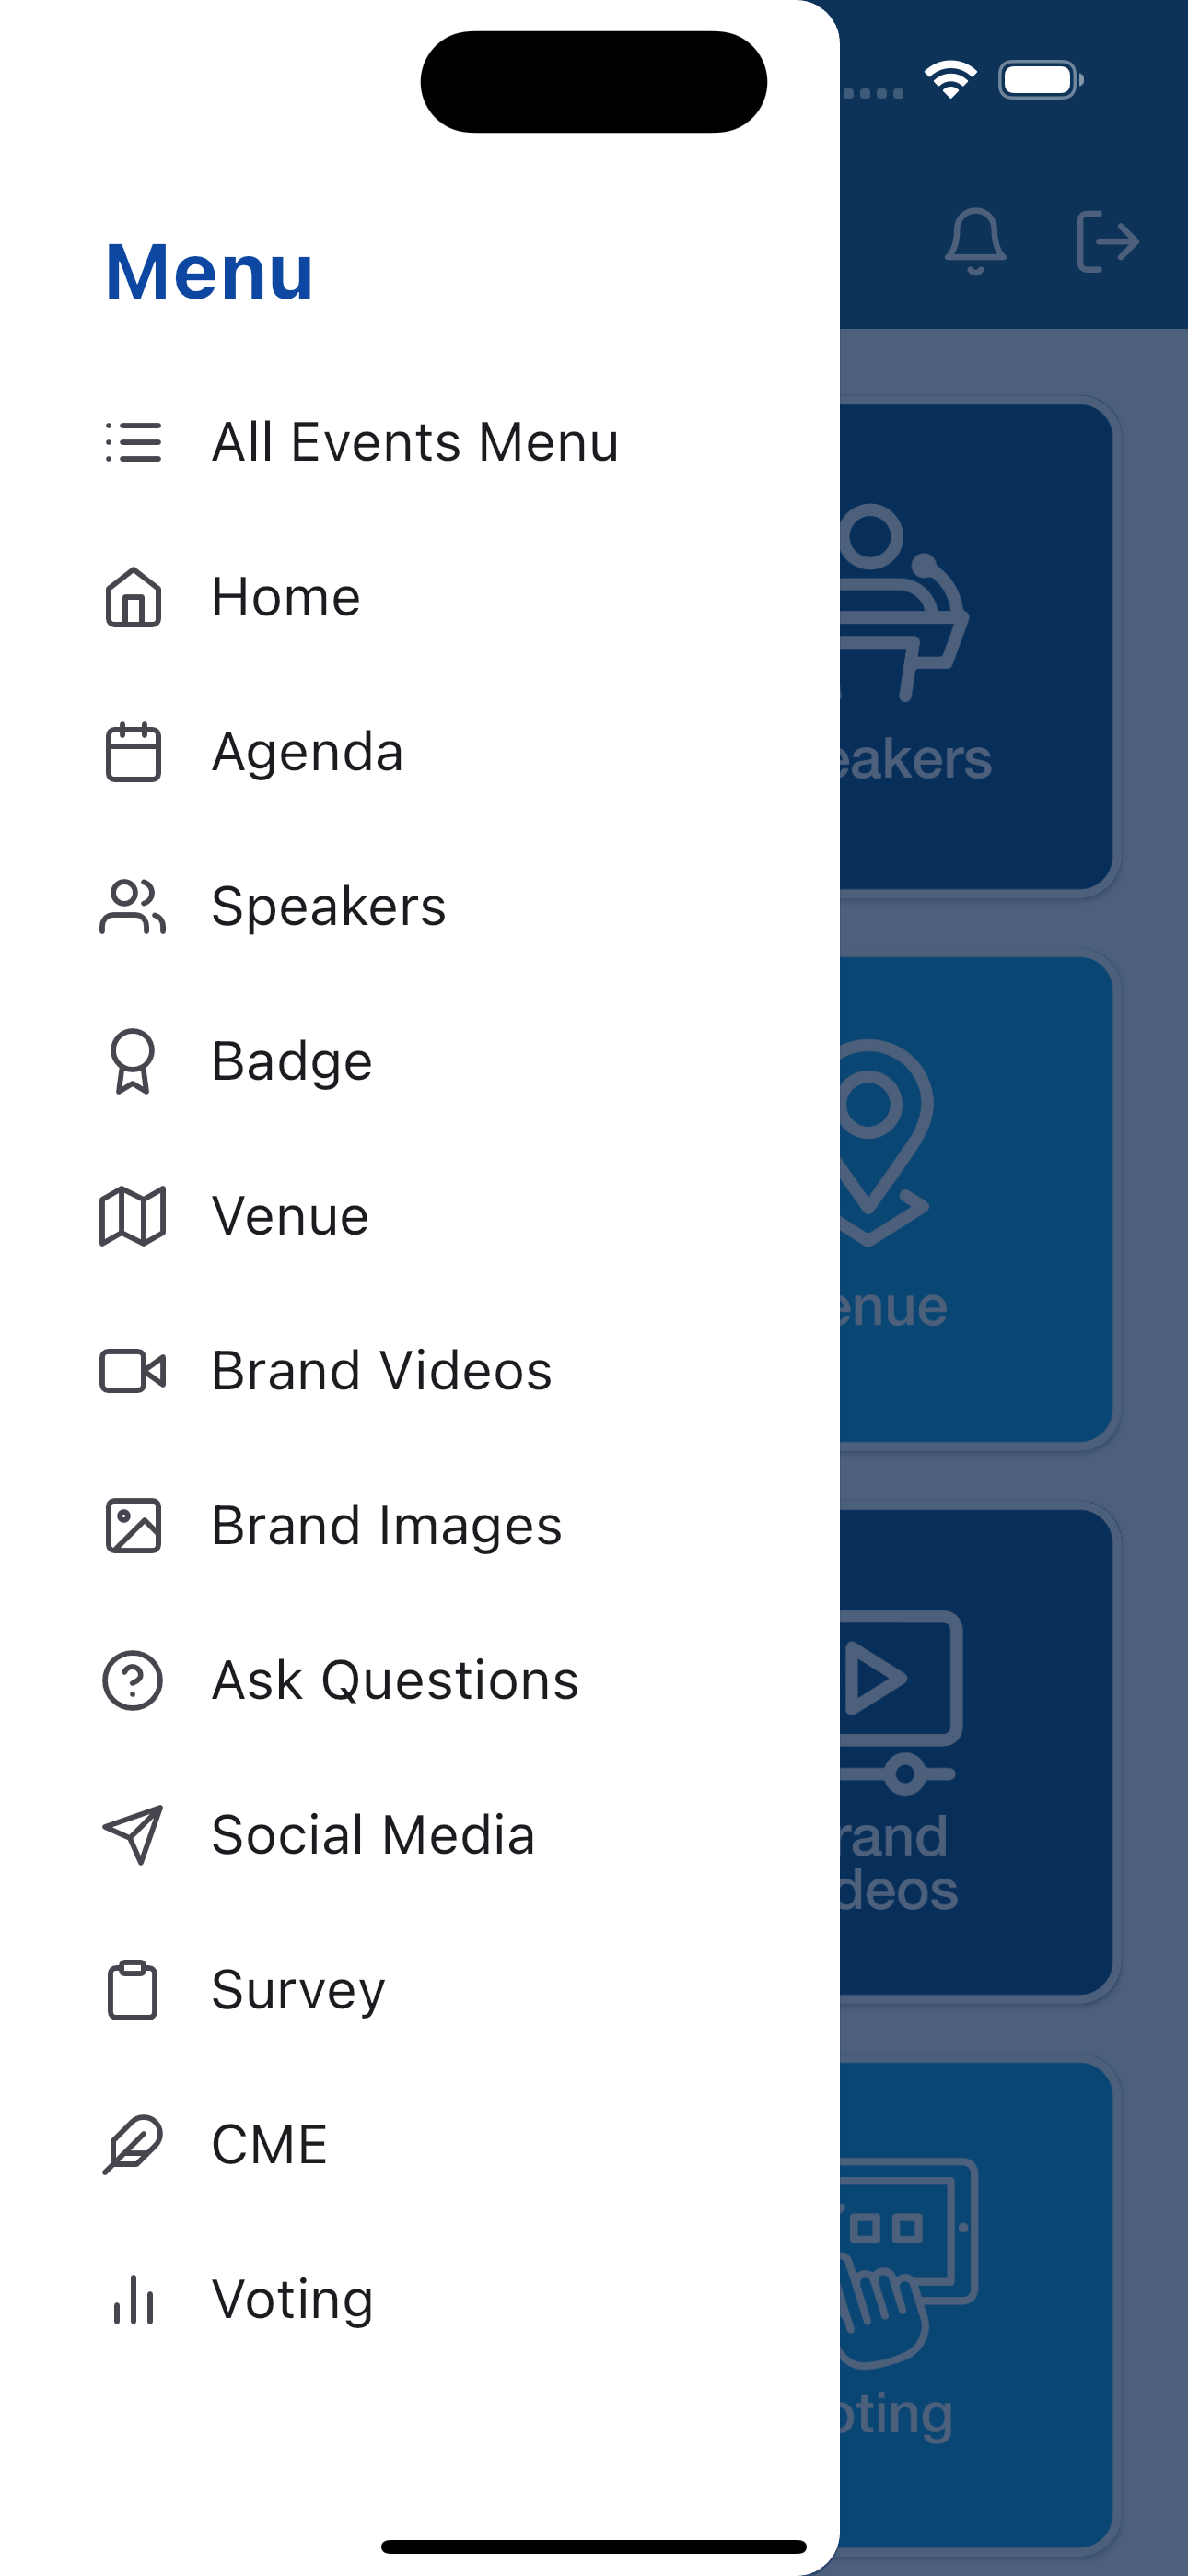 Menu
All Events Menu
Home
Agenda
Speakers
Badge
Venue
Brand Videos
Brand Images
Ask Questions
Social Media
Survey
CME
Voting
eakers
enue
rand
deos
oting